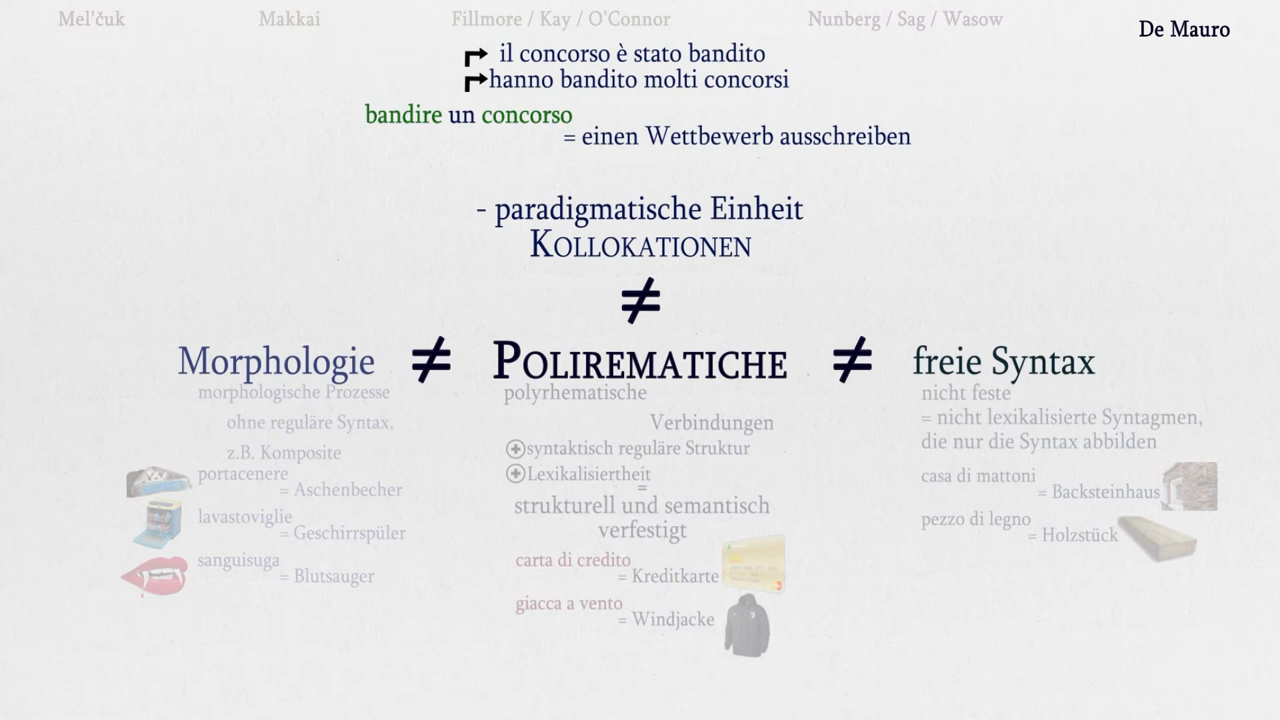 Mel'čuk
Makkai
Fillmore / Kay / O'Connor
Nunberg / Sag / Wasow
De Mauro
il concorso è stato bandito
hanno bandito molti concorsi
bandire un concorso
= einen Wettbewerb ausschreiben
- paradigmatische Einheit
KOLLOKATIONEN
≠
Morphologie ≠ POLIREMATICHE ≠ freie Syntax
morphologische Prozesse
ohne reguläre Syntax,
z.B. Komposite
portacenere
= Aschenbecher
lavastoviglie
= Geschirrspüler
sanguisuga
= Blutsauger
polyrhematische
Verbindungen
+ syntaktisch reguläre Struktur
+ Lexikalisiertheit
=
strukturell und semantisch
verfestigt
carta di credito
= Kreditkarte
giacca a vento
= Windjacke
nicht feste
= nicht lexikalisierte Syntagmen,
die nur die Syntax abbilden
casa di mattoni
= Backsteinhaus
pezzo di legno
= Holzstück